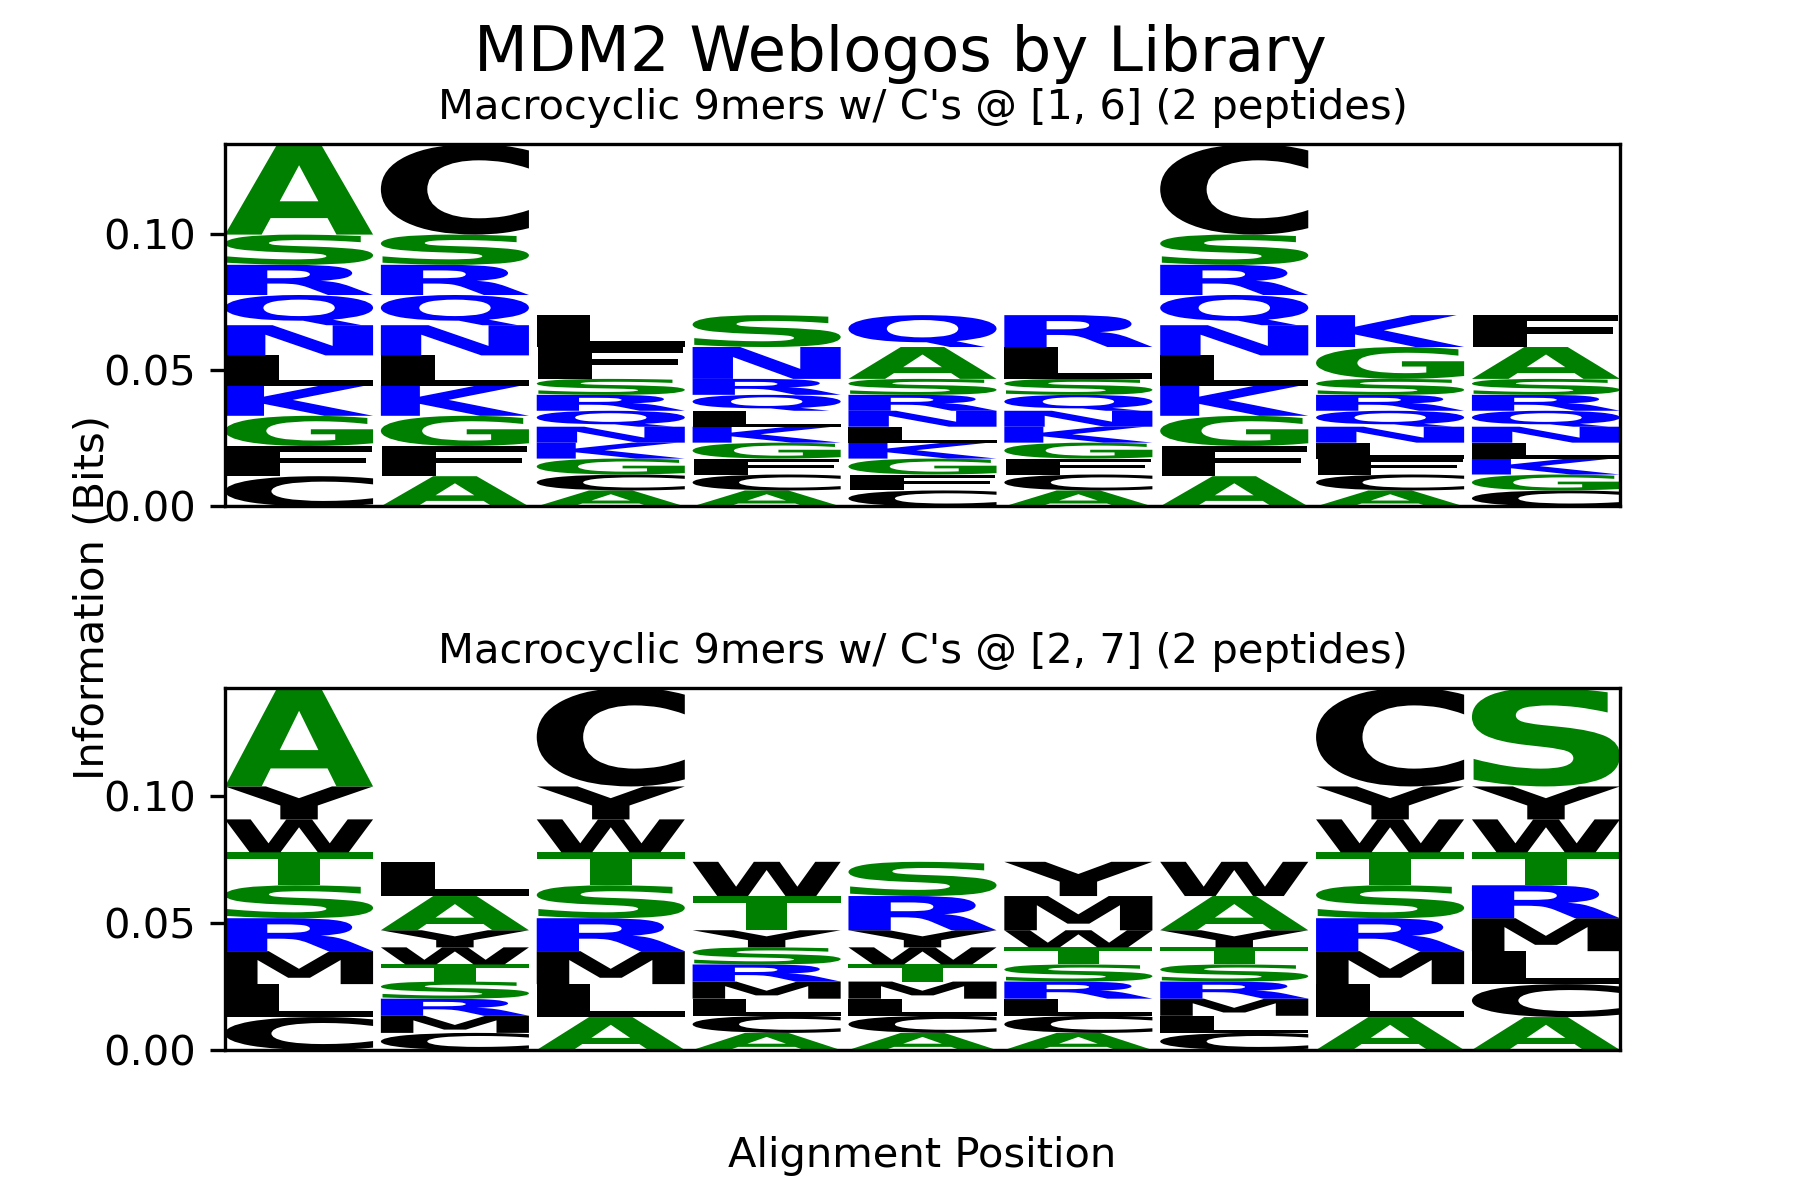 MDM2 Weblogos by Library
Macrocyclic 9mers w/ C's @ [1, 6] (2 peptides)
0.10
0.05
0.00
A C C
S S S
R R R
Q Q Q
N N N
L L L
K K K
G G G
F F F
C A A
L S Q R K F
F N A L G A
S R S S S S
R Q R Q R R
Q L N N Q Q
N K L K N N
K G K G L L
G F G F F K
C C F C C G
A A C A A C
Information (Bits)
Macrocyclic 9mers w/ C's @ [2, 7] (2 peptides)
0.10
0.05
0.00
A C C S
Y Y Y Y
W W W W
T T T T
S S S R
R R R M
M M M L
L L L C
C A A A
L W S Y W
A T R M A
Y Y Y W Y
W S W T T
T R T S S
S M M R R
R L L L M
M C C C L
C A A A C
Alignment Position